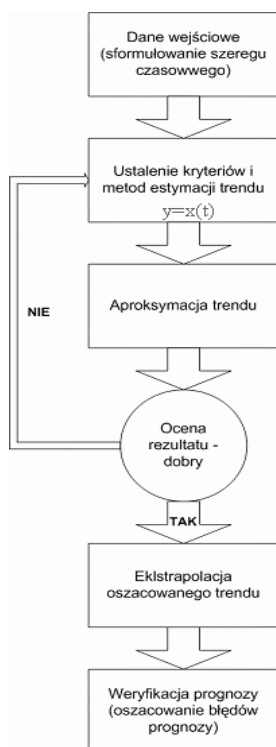 Dane wejściowe
(sformułowanie szeregu
czasowwego)
Ustalenie kryteriów i
metod estymacji trendu
y=x(t)
Aproksymacja trendu
NIE
Ocena
rezultatu -
dobry
TAK
Eklstrapolacja
oszacowanego trendu
Weryfikacja prognozy
(oszacowanie błędów
prognozy)